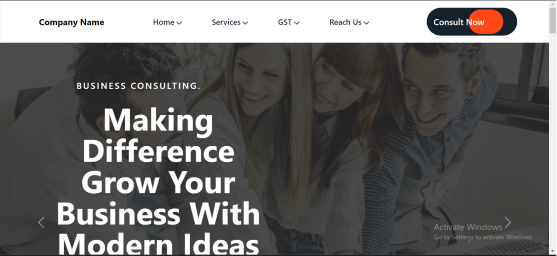 Company Name
Home
Services
GST
Reach Us
Consult Now
BUSINESS CONSULTING.
Making
Difference
Grow Your
Business With
Modern Ideas
Activate Windows
Go to Settings to activate Windows.